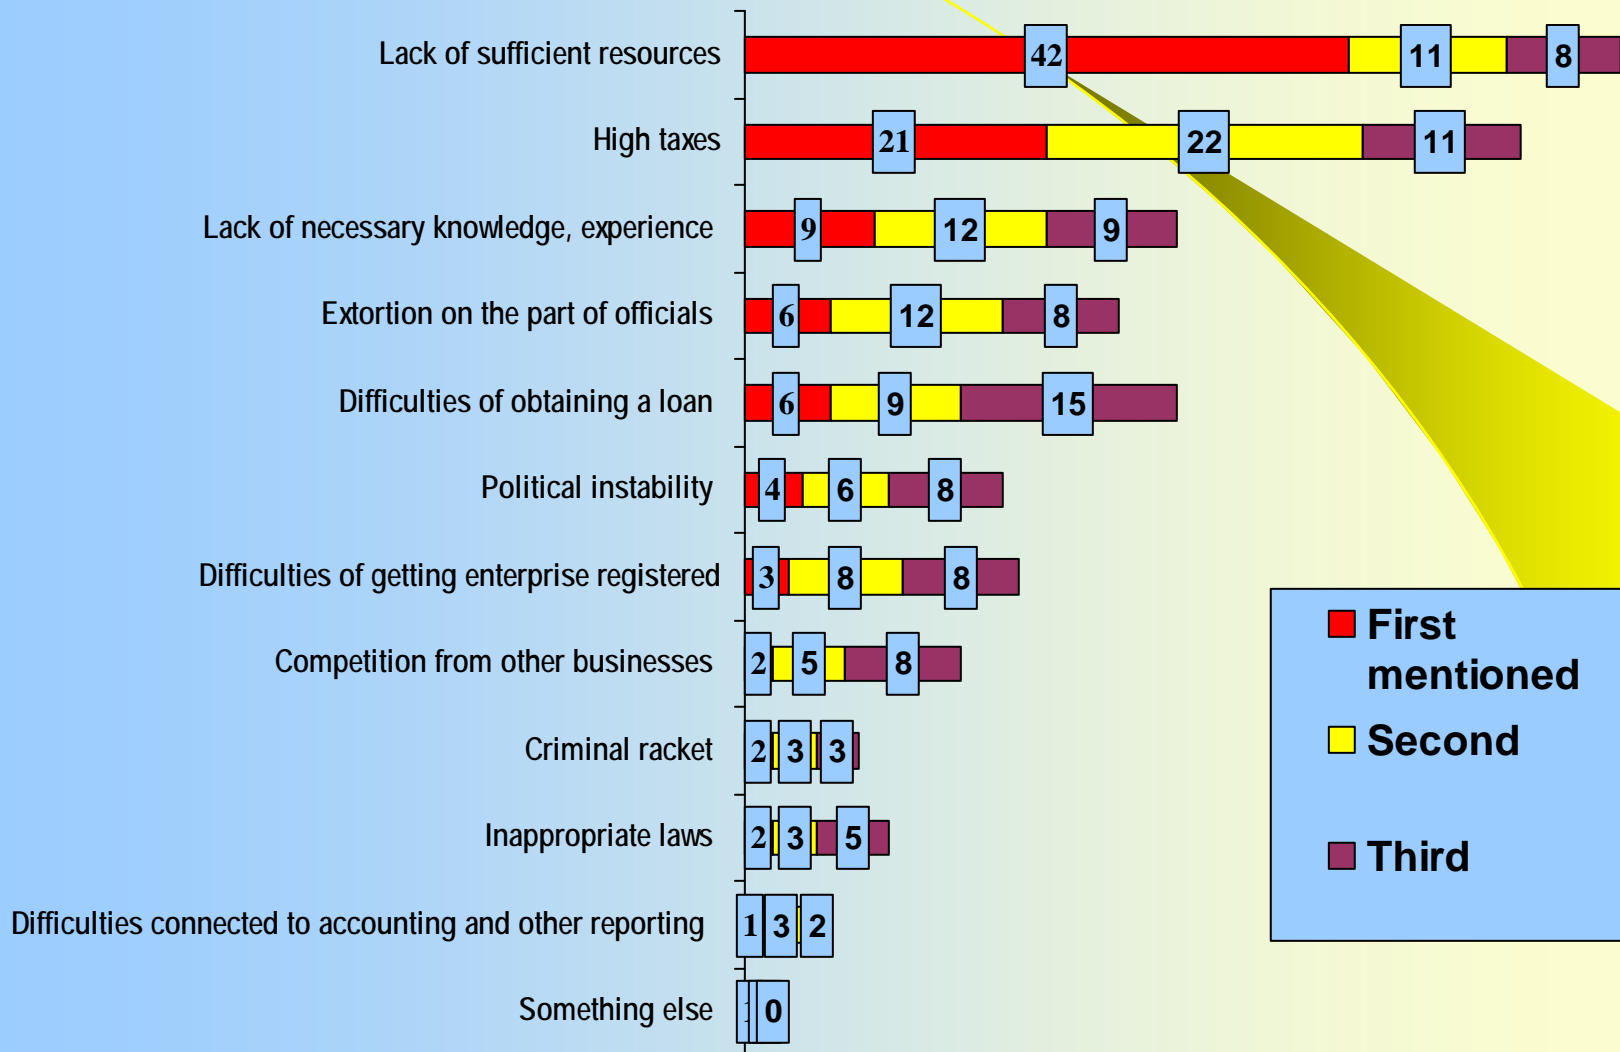 Lack of sufficient resources 42 11 8
High taxes 21 22 11
Lack of necessary knowledge, experience 9 12 9
Extortion on the part of officials 6 12 8
Difficulties of obtaining a loan 6 9 15
Political instability 4 6 8
Difficulties of getting enterprise registered 3 8 8
Competition from other businesses 2 5 8
Criminal racket 2 3 3
Inappropriate laws 2 3 5
Difficulties connected to accounting and other reporting 1 3 2
Something else 0
First
mentioned
Second
Third